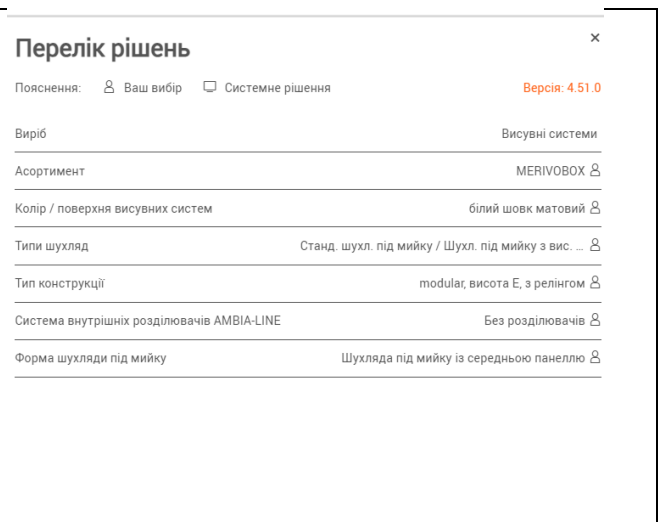 Перелік рішень
×
Пояснення: Ваш вибір Системне рішення Версія: 4.51.0
Виріб Висувні системи
Асортимент MERIVOBOX
Колір / поверхня висувних систем білий шовк матовий
Типи шухляд Станд. шухл. під мийку / Шухл. під мийку з вис. ...
Тип конструкції modular, висота E, з релінгом
Система внутрішніх розділювачів AMBIA-LINE Без розділювачів
Форма шухляди під мийку Шухляда під мийку із середньою панеллю